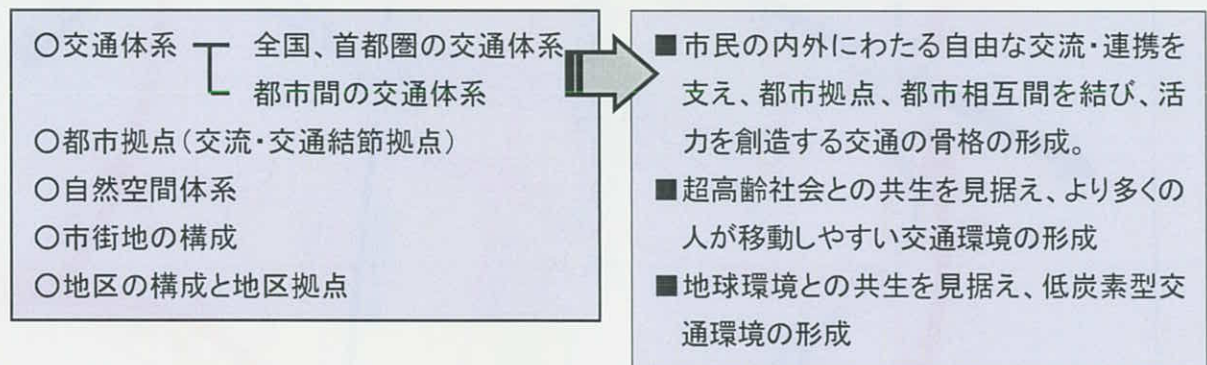 ○交通体系 全国、首都圏の交通体系
都市間の交通体系
○都市拠点(交流・交通結節拠点)
○自然空間体系
○市街地の構成
○地区の構成と地区拠点
■市民の内外にわたる自由な交流・連携を
支え、都市拠点、都市相互間を結び、活
力を創造する交通の骨格の形成。
■超高齢社会との共生を見据え、より多くの
人が移動しやすい交通環境の形成
■地球環境との共生を見据え、低炭素型交
通環境の形成